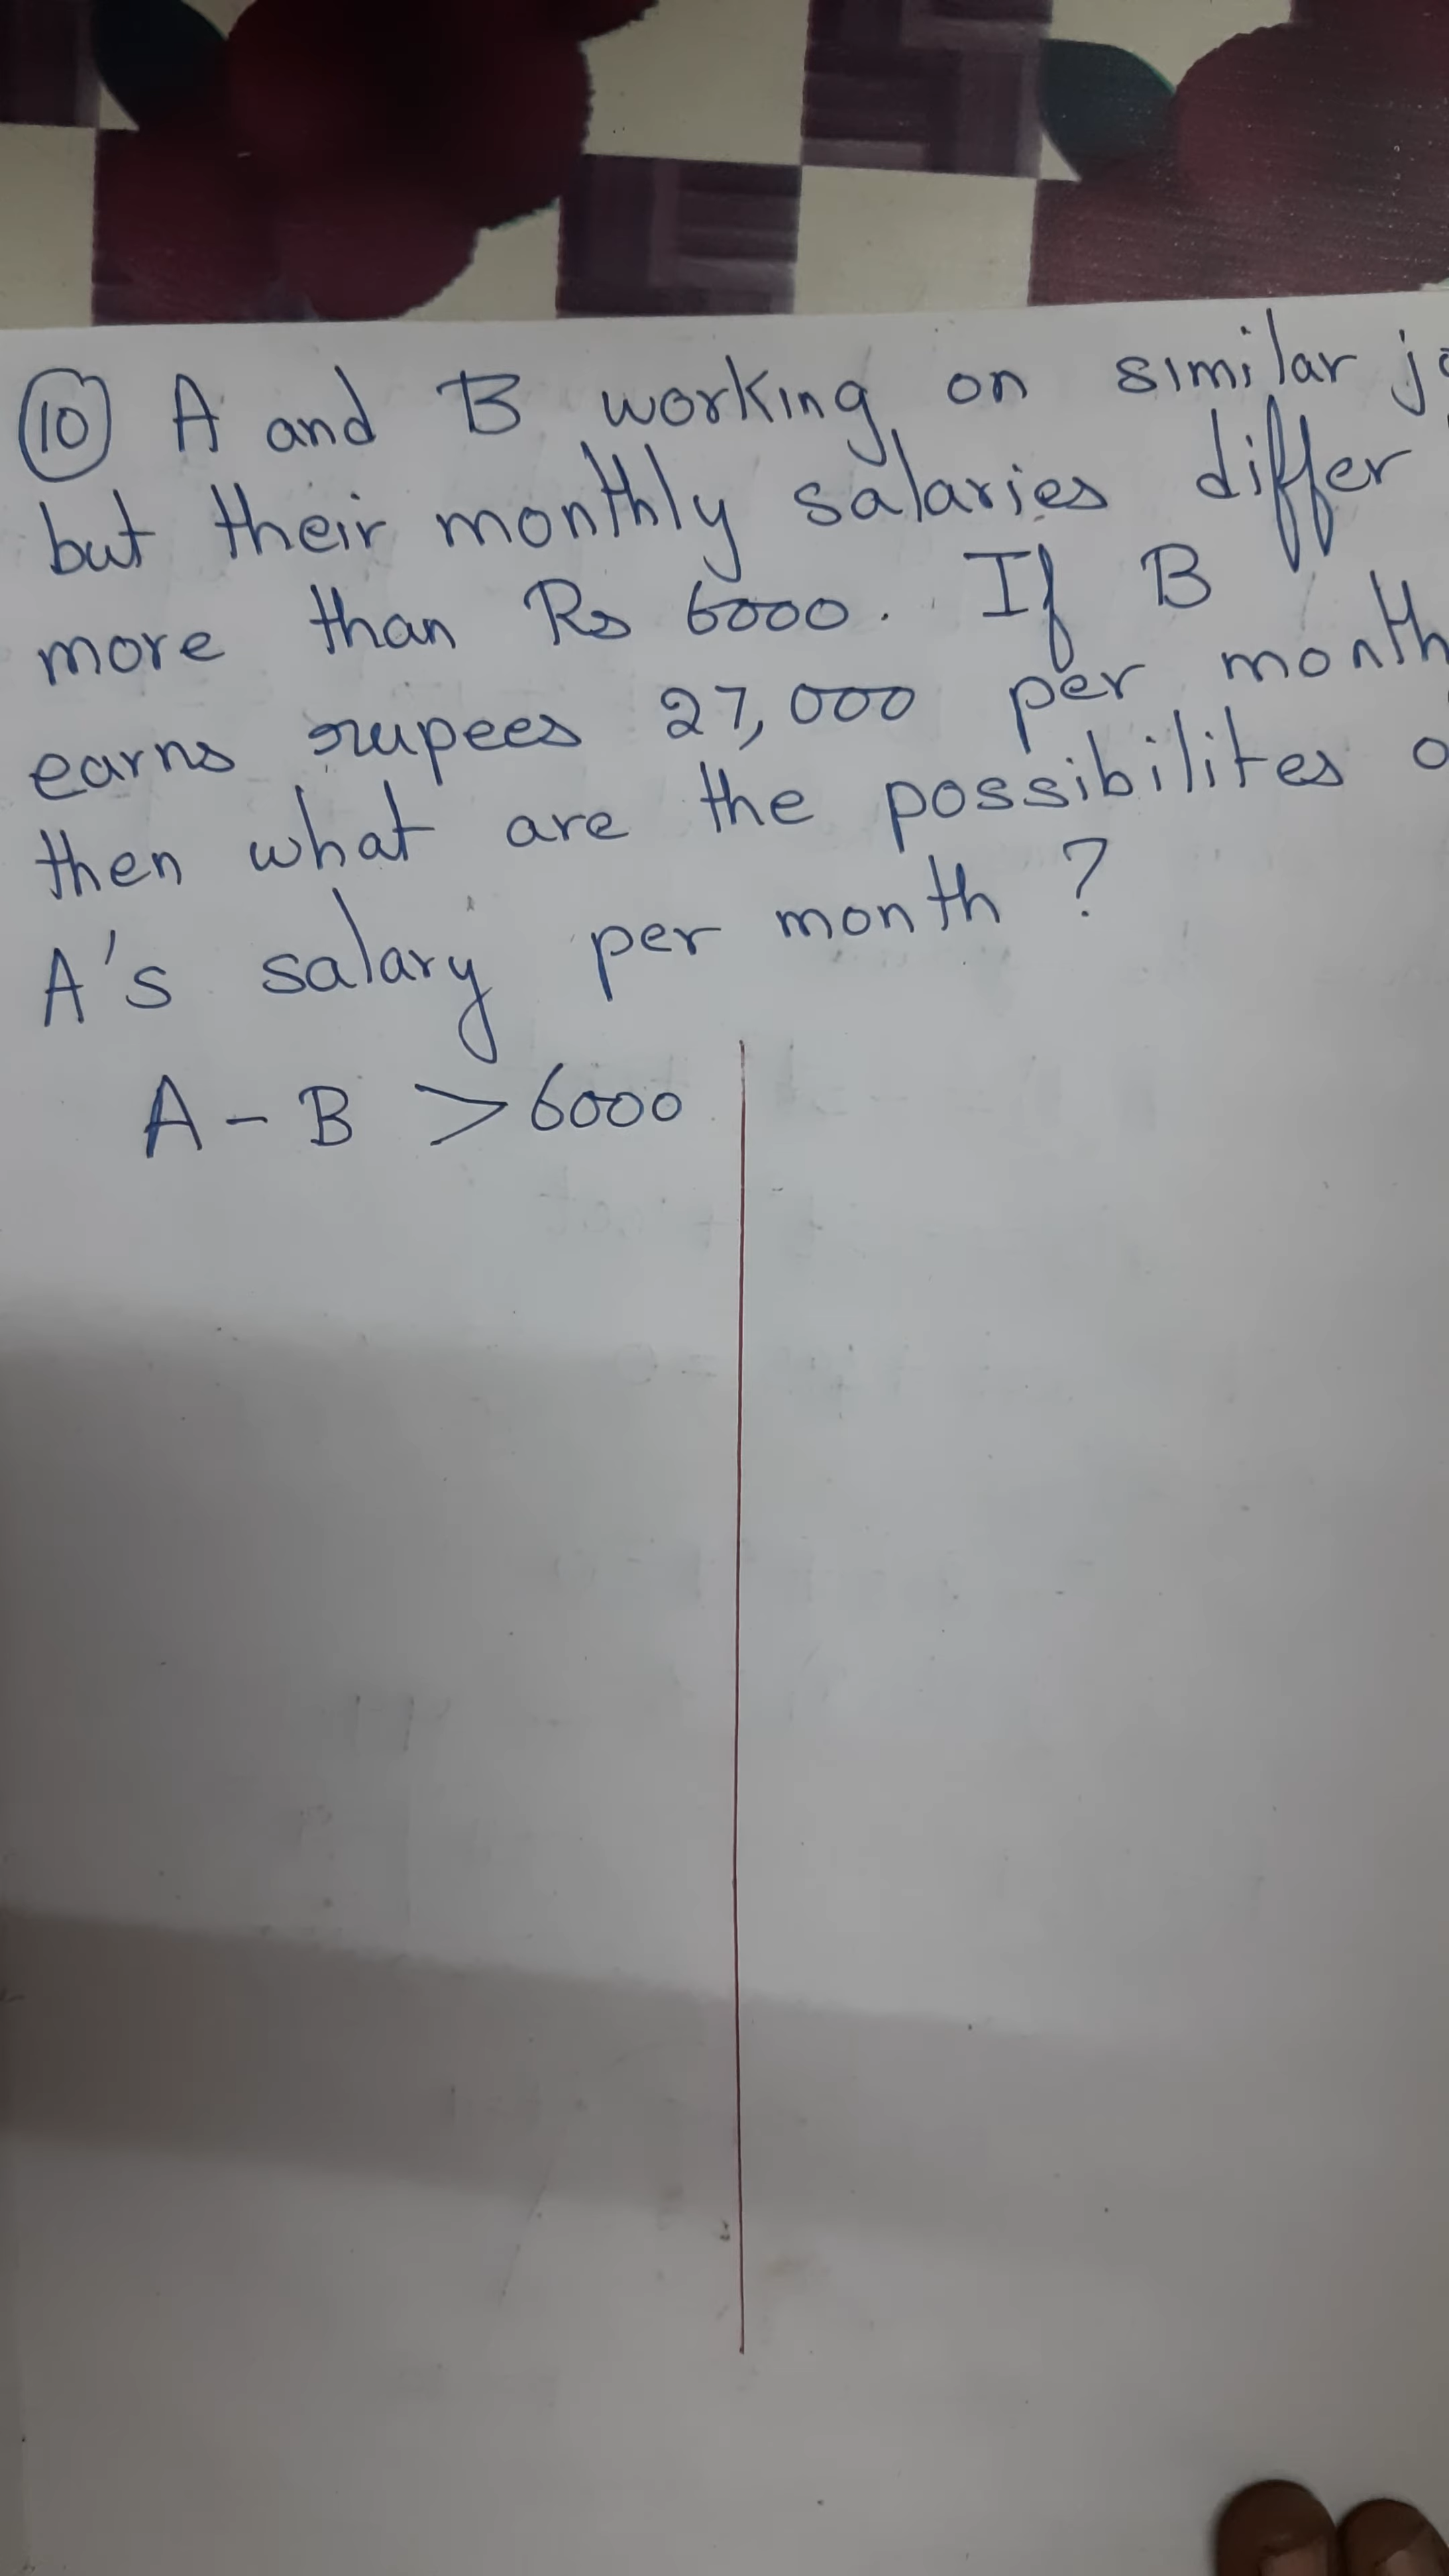 10 A and B working on similar
but their monthly salaries differ
more than Rs 6000. If B
earns rupees 27,000 per month
then what are the possibilites
A's salary per month ?
A - B > 6000